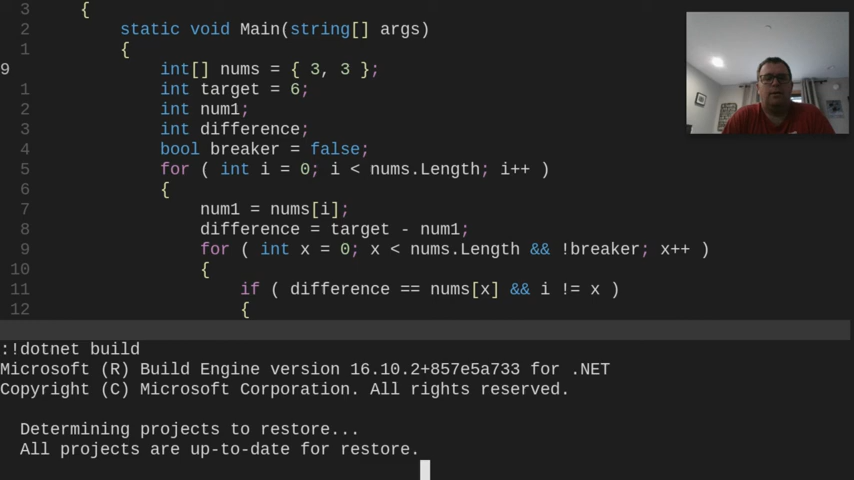 3 {
2 static void Main(string[] args)
1 {
9 int[] nums = { 3, 3 };
1 int target = 6;
2 int num1;
3 int difference;
4 bool breaker = false;
5 for ( int i = 0; i < nums.Length; i++ )
6 {
7 num1 = nums[i];
8 difference = target - num1;
9 for ( int x = 0; x < nums.Length && !breaker; x++ )
10 {
11 if ( difference == nums[x] && i != x )
12 {
:!dotnet build
Microsoft (R) Build Engine version 16.10.2+857e5a733 for .NET
Copyright (C) Microsoft Corporation. All rights reserved.
Determining projects to restore...
All projects are up-to-date for restore.